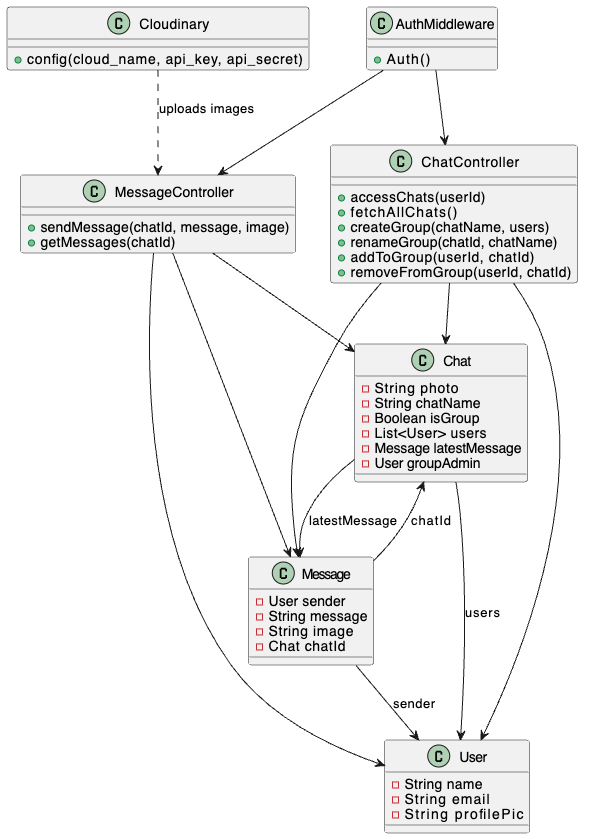 C Cloudinary
config(cloud_name, api_key, api_secret)
C AuthMiddleware
Auth()
uploads images
C MessageController
sendMessage(chatId, message, image)
getMessages(chatId)
C ChatController
accessChats(userId)
fetchAllChats()
createGroup(chatName, users)
renameGroup(chatId, chatName)
addToGroup(userId, chatId)
removeFromGroup(userId, chatId)
C Chat
String photo
String chatName
Boolean isGroup
List<User> users
Message latestMessage
User groupAdmin
latestMessage
chatId
C Message
User sender
String message
String image
Chat chatId
users
sender
C User
String name
String email
String profilePic